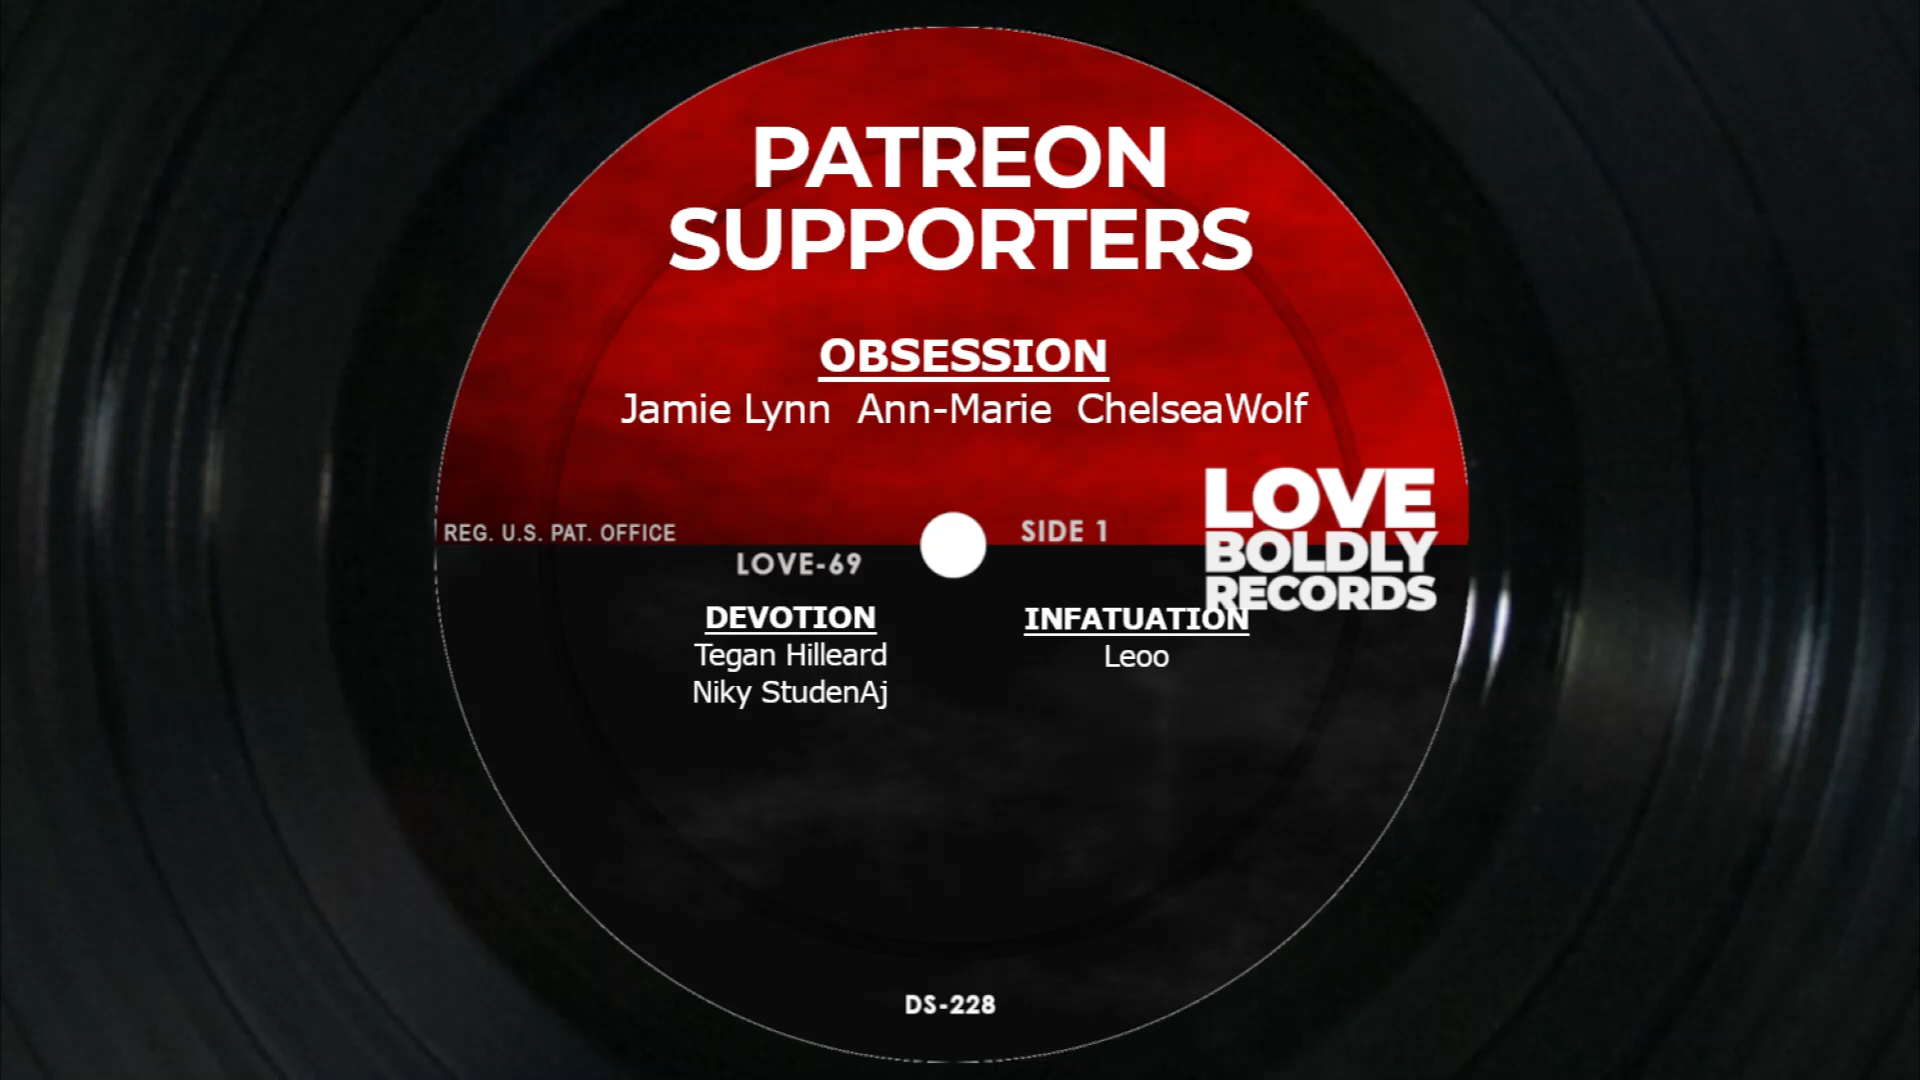 PATREON
SUPPORTERS
OBSESSION
Jamie Lynn  Ann-Marie  ChelseaWolf
REG. U.S. PAT. OFFICE
SIDE 1
LOVE-69
LOVE
BOLDLY
RECORDS
DEVOTION
Tegan Hilleard
Niky StudenAj
INFATUATION
Leoo
DS-228